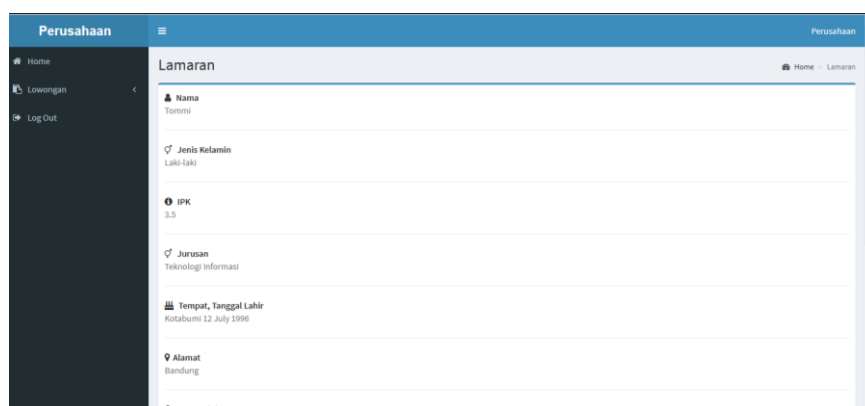 Perusahaan
Perusahaan
Home
Lowongan
Log Out
Lamaran
Home > Lamaran
Nama
Tommi
Jenis Kelamin
Laki-laki
IPK
3.5
Jurusan
Teknologi Informasi
Tempat, Tanggal Lahir
Kotabumi 12 July 1996
Alamat
Bandung